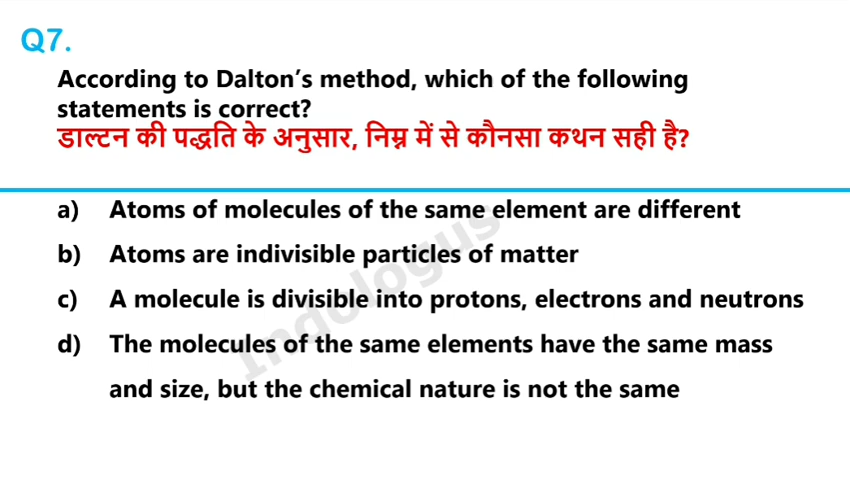 Q7.
According to Dalton's method, which of the following
statements is correct?
डाल्टन की पद्धति के अनुसार, निम्न में से कौनसा कथन सही है?
a) Atoms of molecules of the same element are different
b) Atoms are indivisible particles of matter
c) A molecule is divisible into protons, electrons and neutrons
d) The molecules of the same elements have the same mass
and size, but the chemical nature is not the same
Indologus